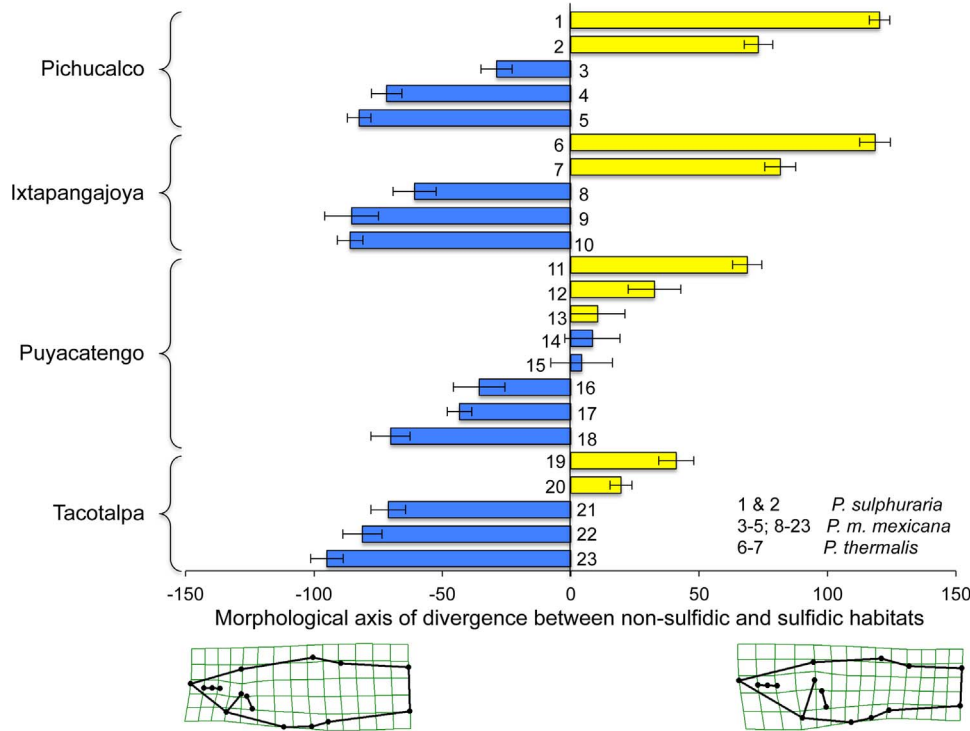 1
2
Pichucalco
3
4
5
6
7
Ixtapangajoya
8
9
10
11
12
13
Puyacatengo
14
15
16
17
18
19
20
Tacotalpa
21
22
23
1 & 2 P. sulphuraria
3-5; 8-23 P. m. mexicana
6-7 P. thermalis
-150 -100 -50 0 50 100 150
Morphological axis of divergence between non-sulfidic and sulfidic habitats